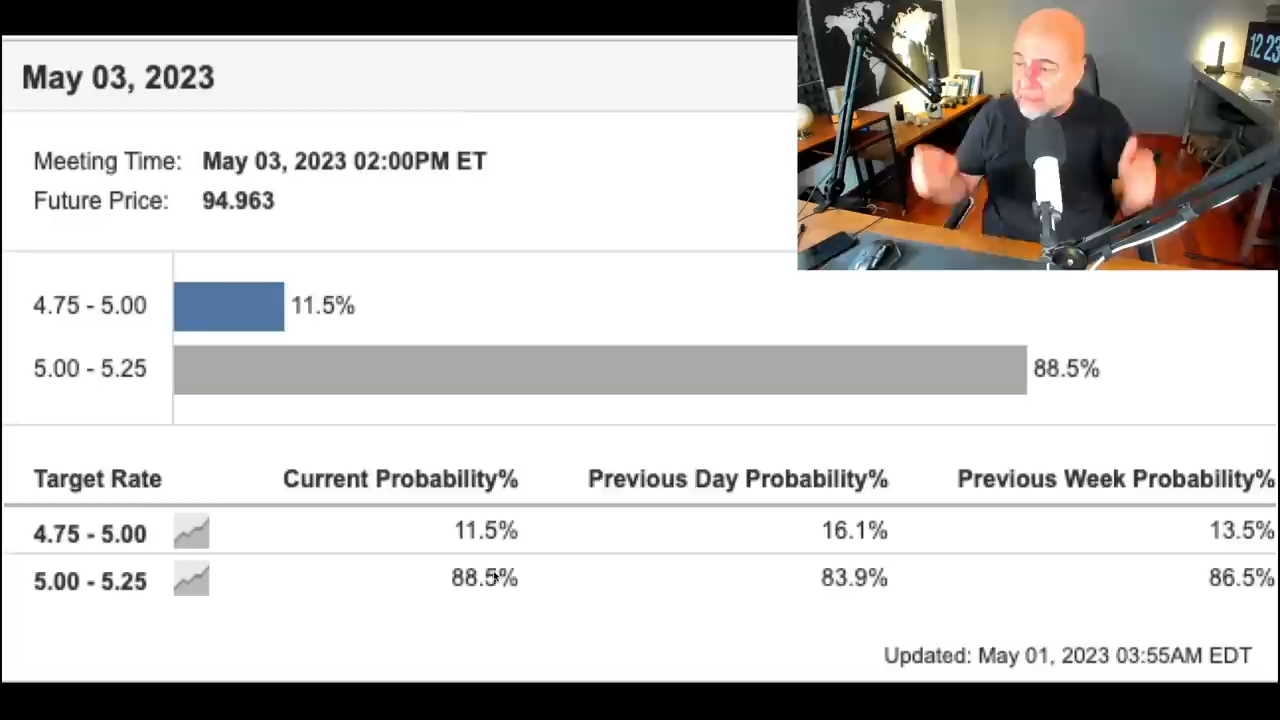 May 03, 2023
12 23
Meeting Time: May 03, 2023 02:00PM ET
Future Price: 94.963
4.75 - 5.00 11.5%
5.00 - 5.25 88.5%
Target Rate Current Probability% Previous Day Probability% Previous Week Probability%
4.75 - 5.00 11.5% 16.1% 13.5%
5.00 - 5.25 88.5% 83.9% 86.5%
Updated: May 01, 2023 03:55AM EDT